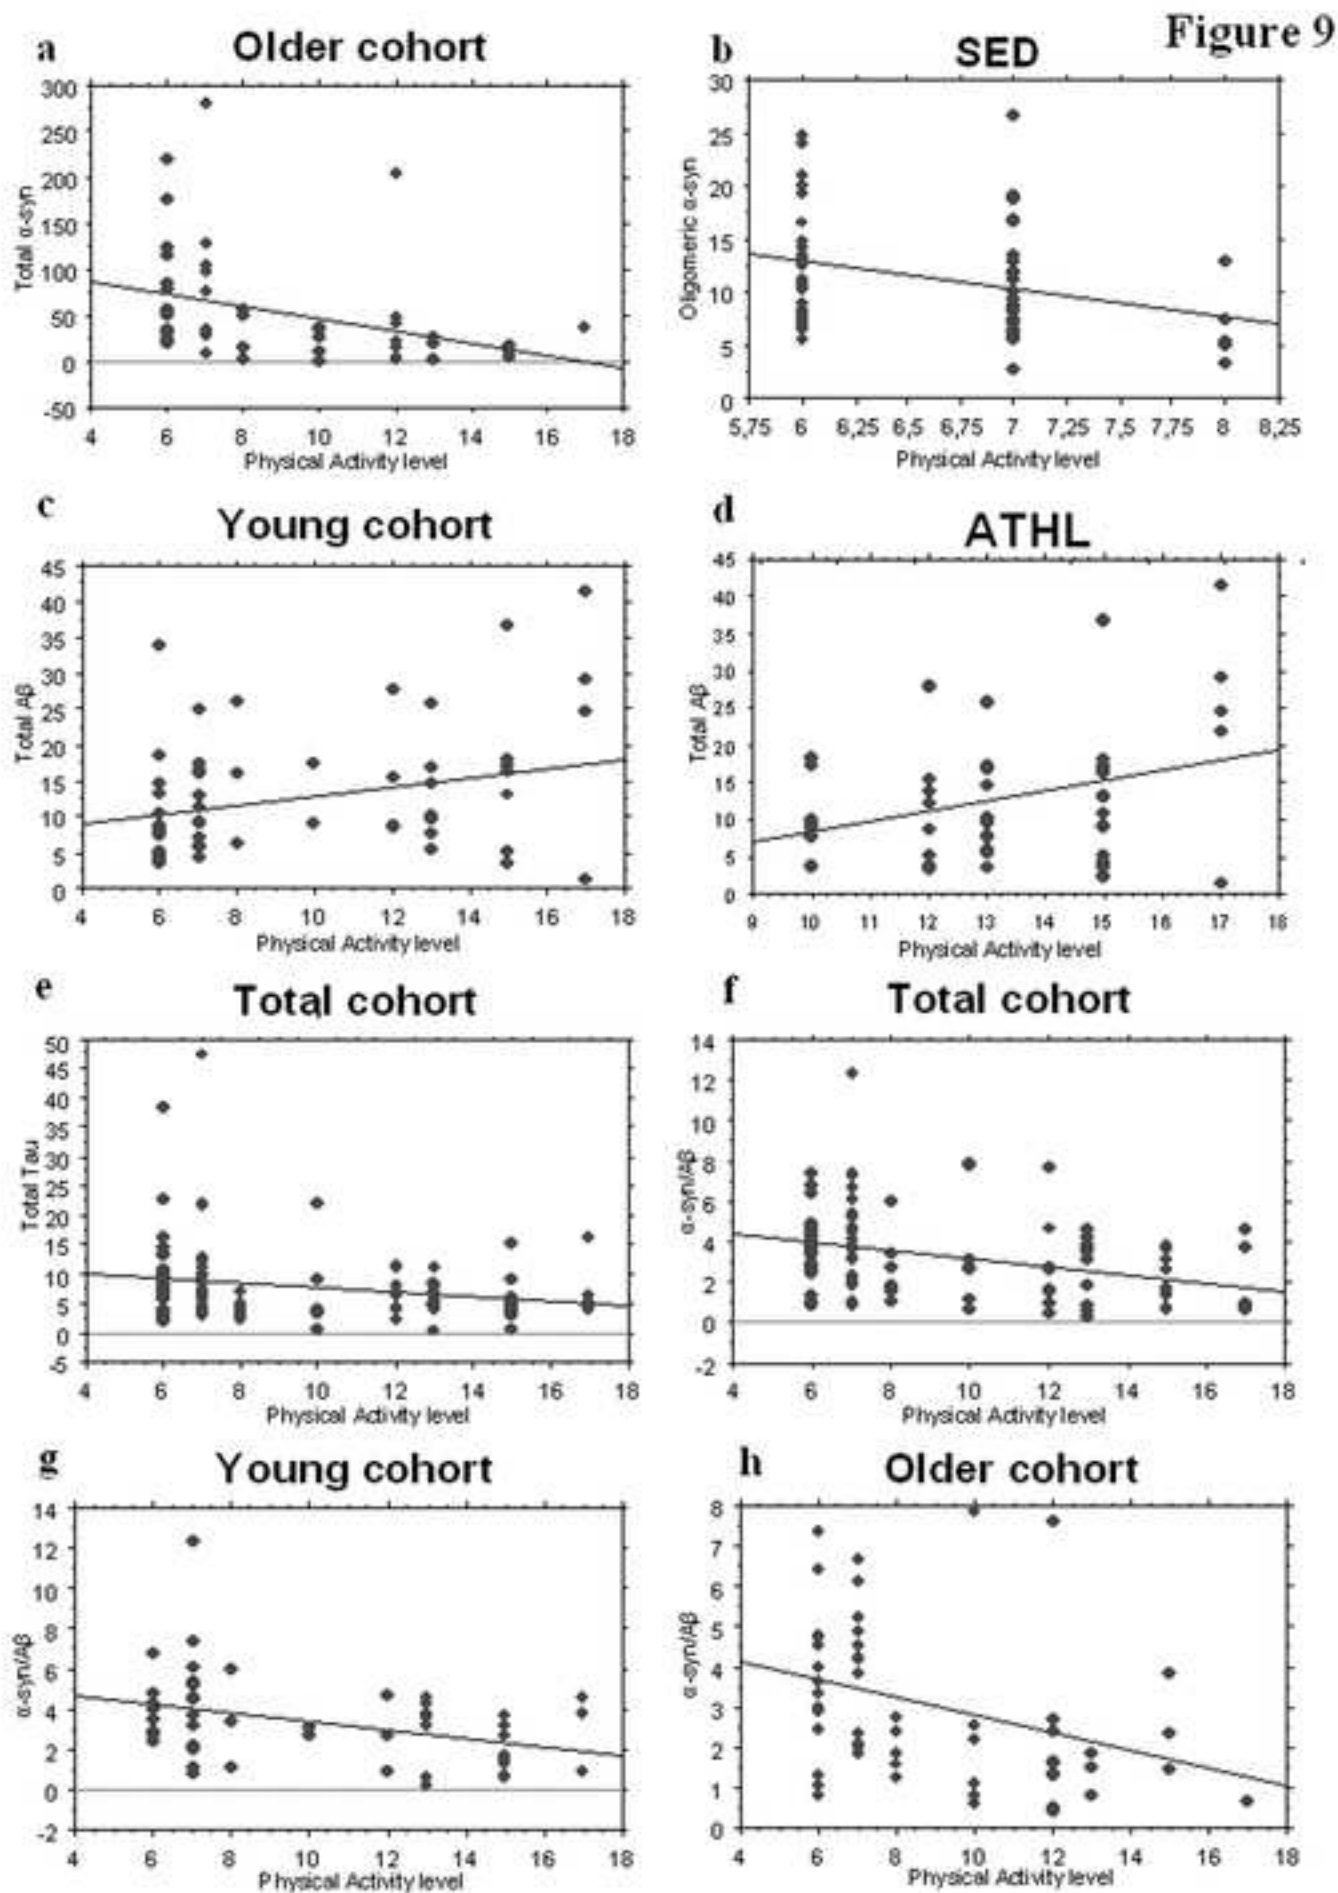 Figure 9
a Older cohort
300
250
200
150
100
50
0
-50
Total α-syn
4 6 8 10 12 14 16 18
Physical Activity level
b SED
30
25
20
15
10
5
0
Oligomeric α-syn
5,75 6 6,25 6,5 6,75 7 7,25 7,5 7,75 8 8,25
Physical Activity level
c Young cohort
45
40
35
30
25
20
15
10
5
0
Total Aβ
4 6 8 10 12 14 16 18
Physical Activity level
d ATHL
45
40
35
30
25
20
15
10
5
0
Total Aβ
9 10 11 12 13 14 15 16 17 18
Physical Activity level
e Total cohort
50
45
40
35
30
25
20
15
10
5
0
-5
Total Tau
4 6 8 10 12 14 16 18
Physical Activity level
f Total cohort
14
12
10
8
6
4
2
0
-2
α-syn/Aβ
4 6 8 10 12 14 16 18
Physical Activity level
g Young cohort
14
12
10
8
6
4
2
0
-2
α-syn/Aβ
4 6 8 10 12 14 16 18
Physical Activity level
h Older cohort
8
7
6
5
4
3
2
1
0
α-syn/Aβ
4 6 8 10 12 14 16 18
Physical Activity level